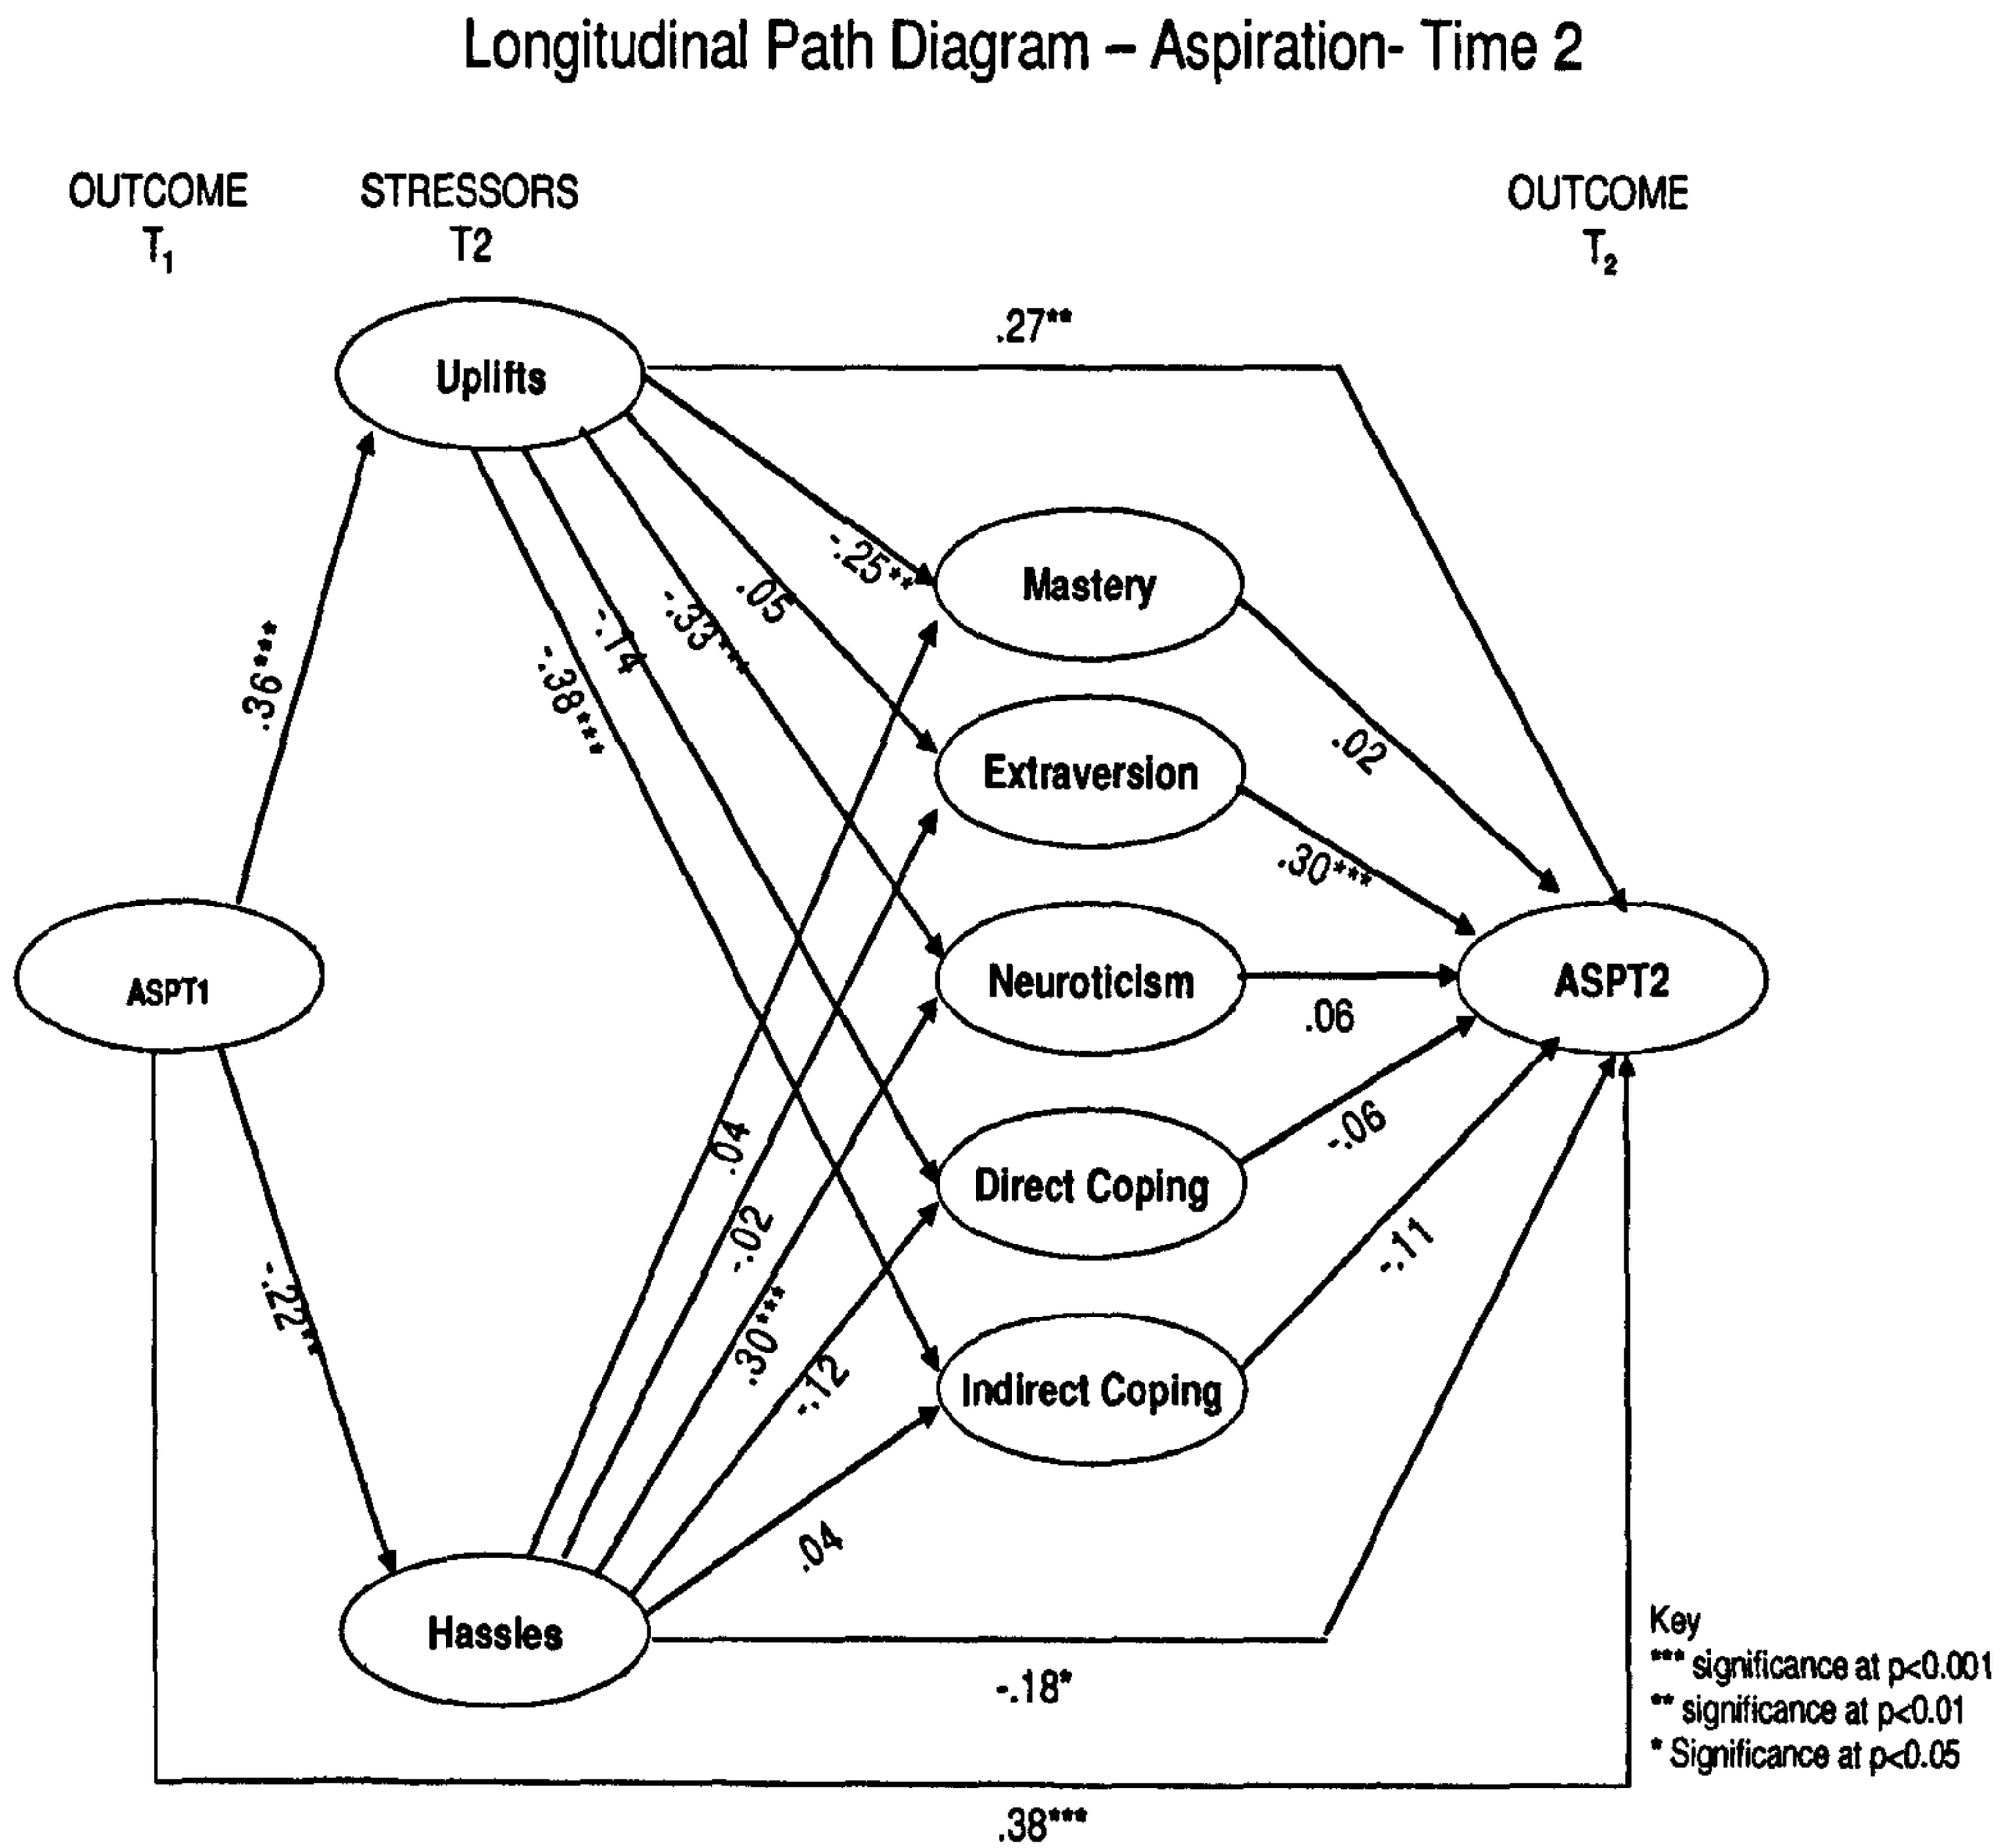 Longitudinal Path Diagram – Aspiration- Time 2
OUTCOME
T₁
STRESSORS
T2
OUTCOME
T₂
.27**
Uplifts
-.25**
.05
-.33***
-.14
-.38***
.36***
Mastery
.02
Extraversion
.30***
ASPT1
Neuroticism
.06
ASPT2
Direct Coping
-.06
.04
-.02
.30***
-.12
.04
-.11
Indirect Coping
Hassles
-.18*
Key
*** significance at p<0.001
** significance at p<0.01
* Significance at p<0.05
.38***